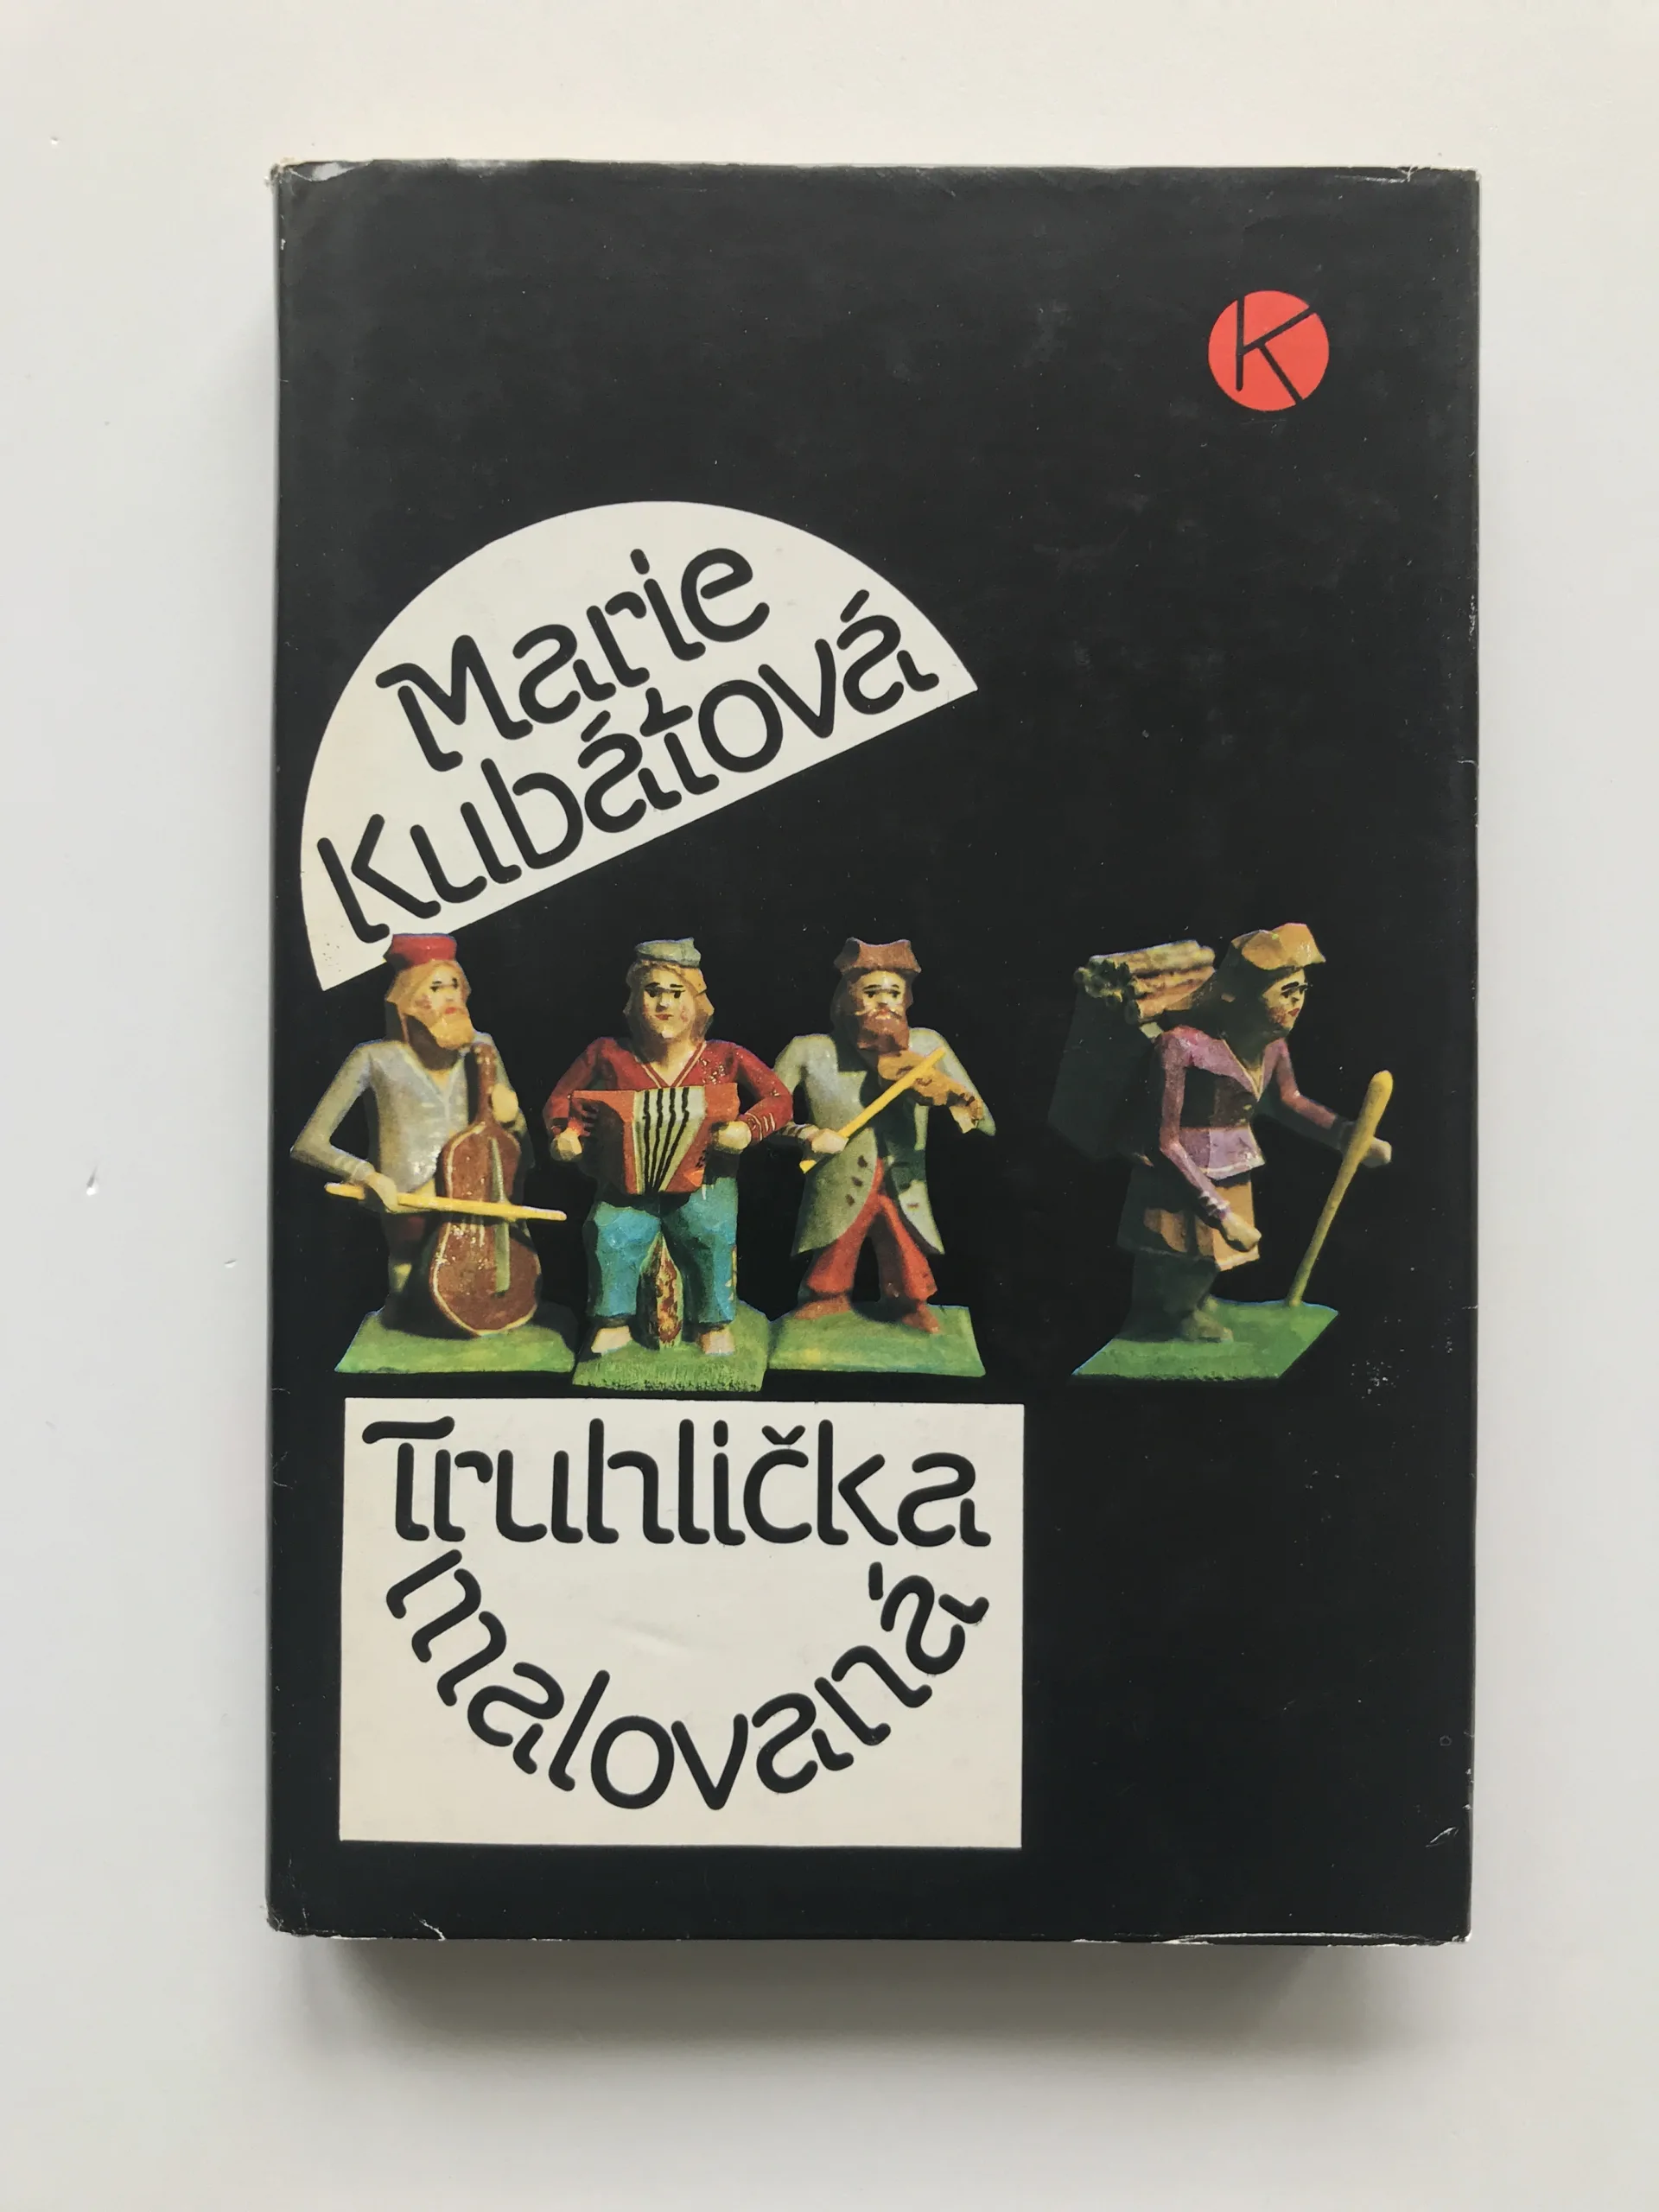 K
Marie
Kubátová
Truhlička
malovaná